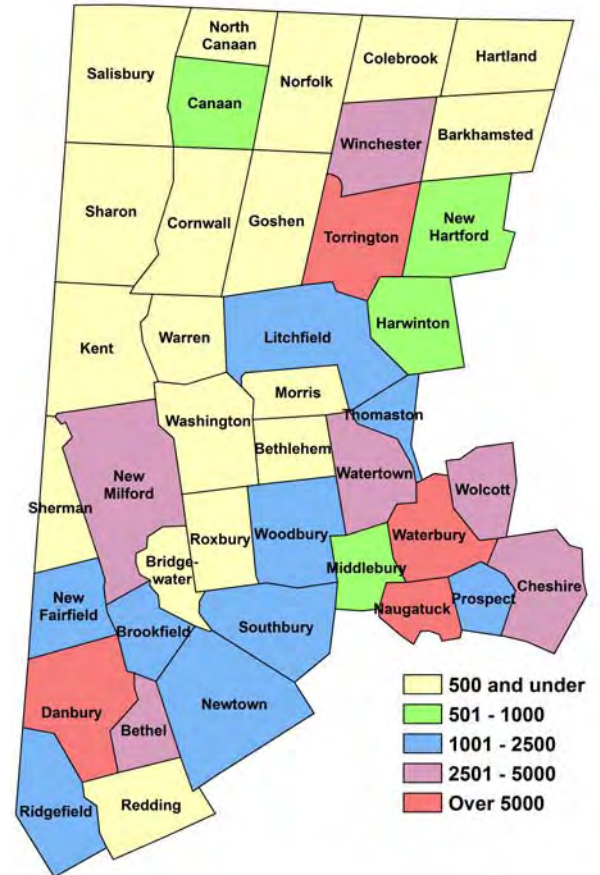 North
Canaan
Salisbury
Canaan
Norfolk
Colebrook
Hartland
Winchester
Barkhamsted
Sharon
Cornwall
Goshen
Torrington
New
Hartford
Kent
Warren
Litchfield
Harwinton
Morris
Washington
Thomaston
Bethlehem
New
Milford
Watertown
Wolcott
Sherman
Roxbury
Woodbury
Waterbury
Bridge-
water
Middlebury
Cheshire
New
Fairfield
Brookfield
Southbury
Naugatuck
Prospect
Danbury
Bethel
Newtown
Ridgefield
Redding
500 and under
501 - 1000
1001 - 2500
2501 - 5000
Over 5000